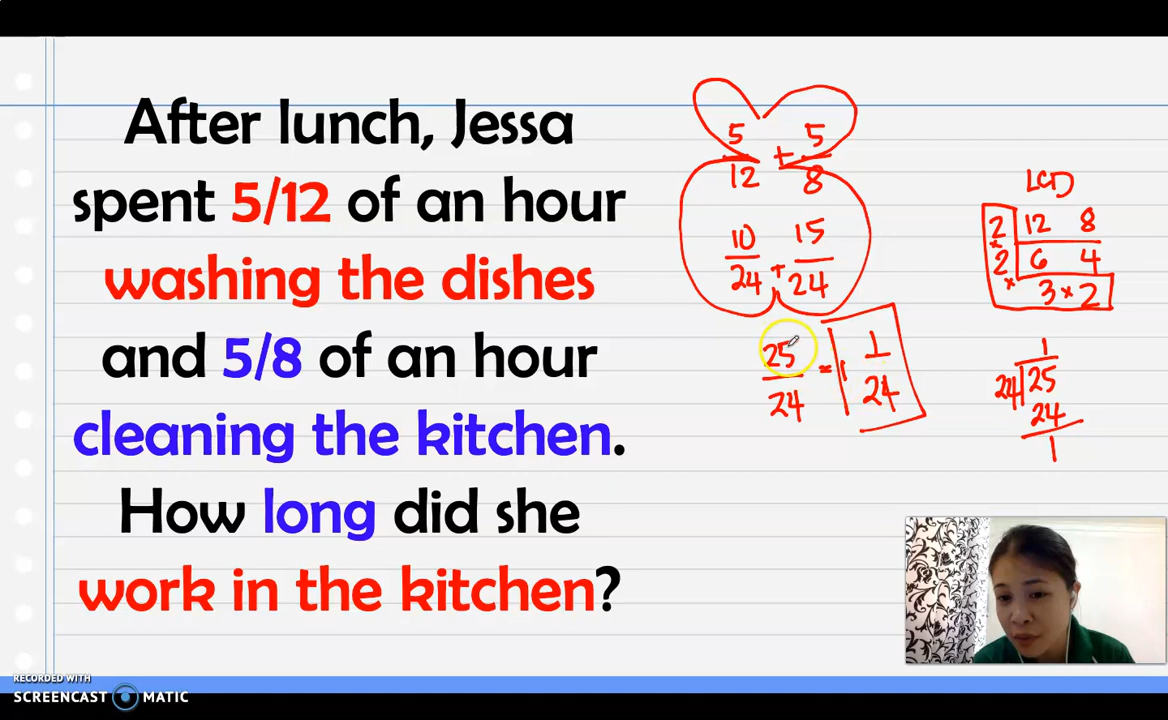 After lunch, Jessa
spent 5/12 of an hour
washing the dishes
and 5/8 of an hour
cleaning the kitchen.
How long did she
work in the kitchen?
5/12 + 5/8
10/24 + 15/24
25/24 = 1 1/24
LCD
2 12 8
×
2 6 4
×
3 × 2
1
24 25
24
1
RECORDED WITH
SCREENCAST MATIC